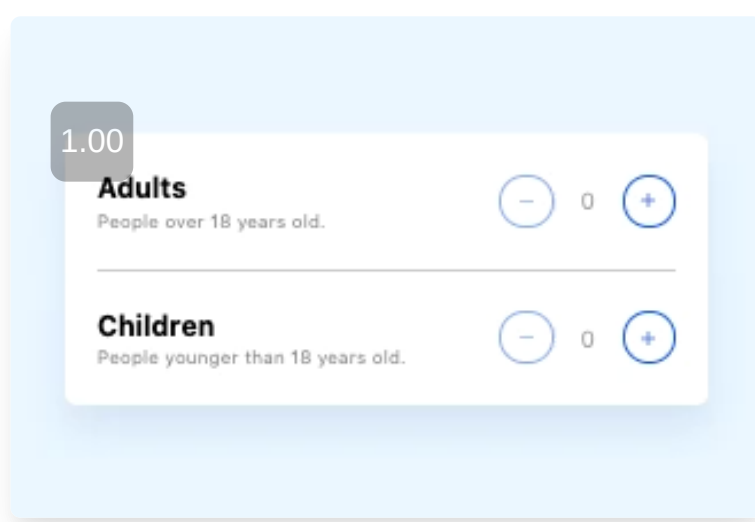 1.00
Adults
People over 18 years old.
− 0 +
Children
People younger than 18 years old.
− 0 +